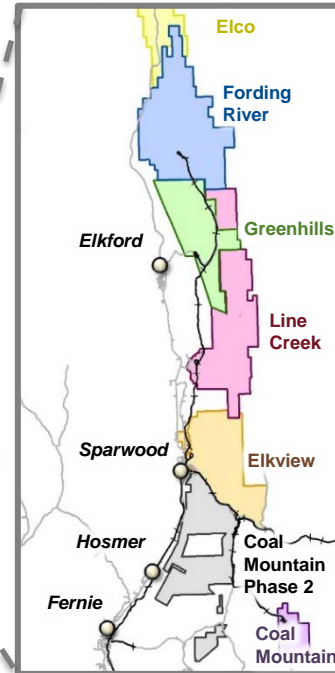 Elco
Fording
River
Greenhills
Elkford
Line
Creek
Sparwood
Elkview
Coal
Mountain
Phase 2
Hosmer
Fernie
Coal
Mountain